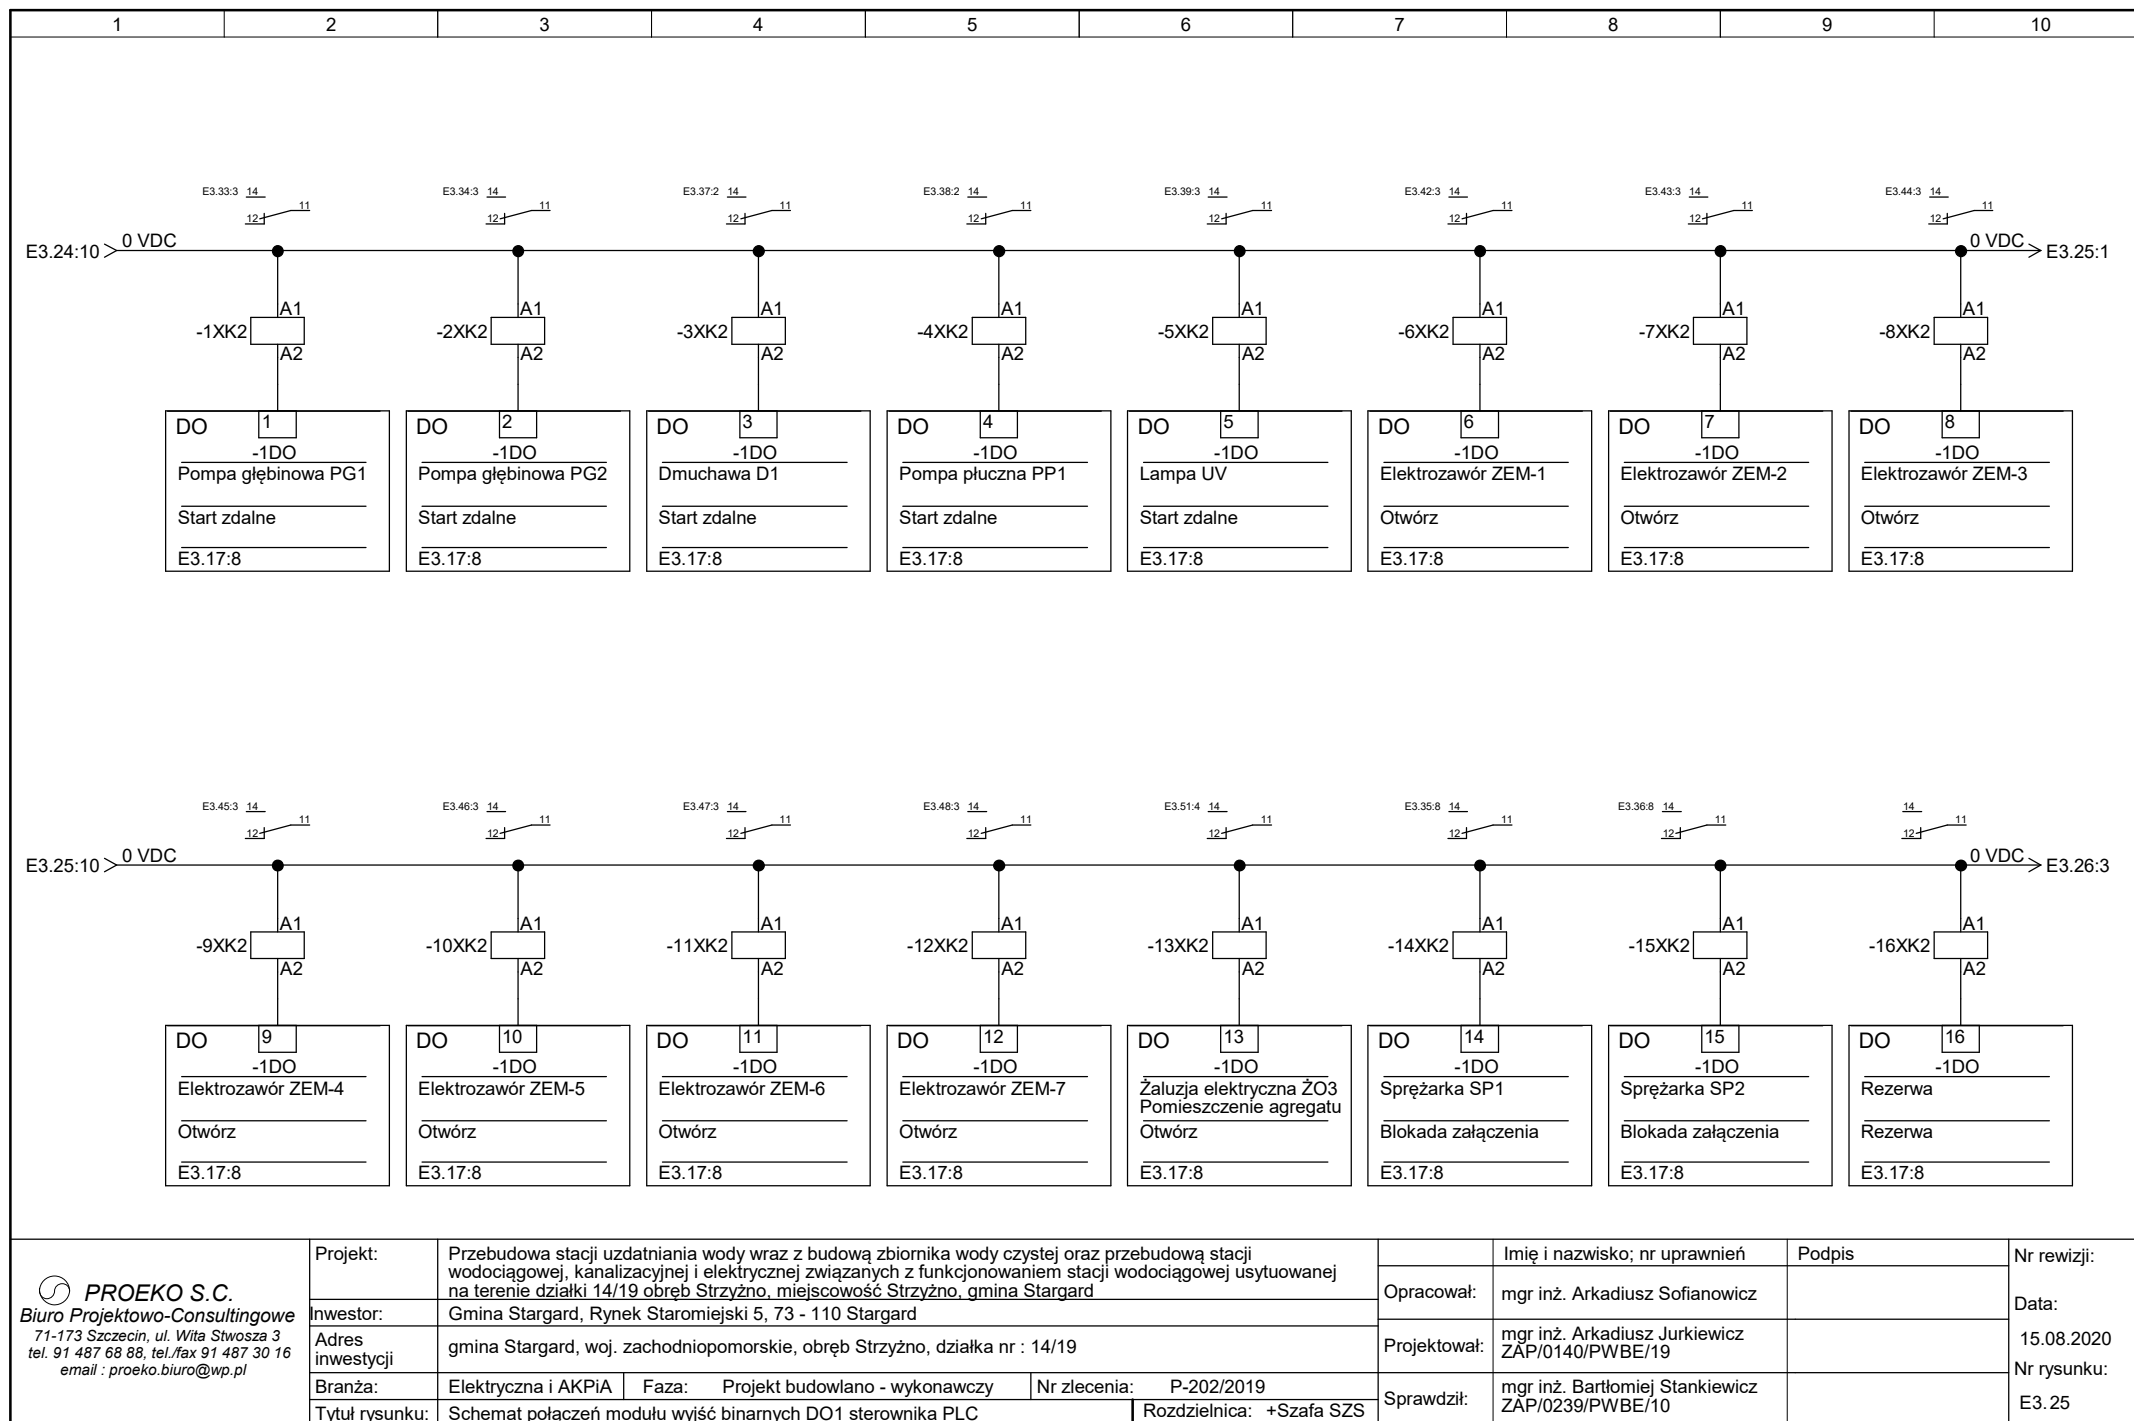 1 2 3 4 5 6 7 8 9 10
E3.33:3 14 E3.34:3 14 E3.37:2 14 E3.38:2 14 E3.39:3 14 E3.42:3 14 E3.43:3 14 E3.44:3 14
12 11 12 11 12 11 12 11 12 11 12 11 12 11 12 11
E3.24:10 0 VDC 0 VDC E3.25:1
A1 A1 A1 A1 A1 A1 A1 A1
-1XK2 -2XK2 -3XK2 -4XK2 -5XK2 -6XK2 -7XK2 -8XK2
A2 A2 A2 A2 A2 A2 A2 A2
DO 1 DO 2 DO 3 DO 4 DO 5 DO 6 DO 7 DO 8
-1DO -1DO -1DO -1DO -1DO -1DO -1DO -1DO
Pompa głębinowa PG1 Pompa głębinowa PG2 Dmuchawa D1 Pompa płuczna PP1 Lampa UV Elektrozawór ZEM-1 Elektrozawór ZEM-2 Elektrozawór ZEM-3
Start zdalne Start zdalne Start zdalne Start zdalne Start zdalne Otwórz Otwórz Otwórz
E3.17:8 E3.17:8 E3.17:8 E3.17:8 E3.17:8 E3.17:8 E3.17:8 E3.17:8
E3.45:3 14 E3.46:3 14 E3.47:3 14 E3.48:3 14 E3.51:4 14 E3.35:8 14 E3.36:8 14 14
12 11 12 11 12 11 12 11 12 11 12 11 12 11 12 11
E3.25:10 0 VDC 0 VDC E3.26:3
A1 A1 A1 A1 A1 A1 A1 A1
-9XK2 -10XK2 -11XK2 -12XK2 -13XK2 -14XK2 -15XK2 -16XK2
A2 A2 A2 A2 A2 A2 A2 A2
DO 9 DO 10 DO 11 DO 12 DO 13 DO 14 DO 15 DO 16
-1DO -1DO -1DO -1DO -1DO -1DO -1DO -1DO
Elektrozawór ZEM-4 Elektrozawór ZEM-5 Elektrozawór ZEM-6 Elektrozawór ZEM-7 Żaluzja elektryczna ŻO3 Sprężarka SP1 Sprężarka SP2 Rezerwa
Pomieszczenie agregatu
Otwórz Otwórz Otwórz Otwórz Otwórz Blokada załączenia Blokada załączenia Rezerwa
E3.17:8 E3.17:8 E3.17:8 E3.17:8 E3.17:8 E3.17:8 E3.17:8 E3.17:8
PROEKO S.C.
Biuro Projektowo-Consultingowe
71-173 Szczecin, ul. Wita Stwosza 3
tel. 91 487 68 88, tel./fax 91 487 30 16
email : proeko.biuro@wp.pl
Projekt: Przebudowa stacji uzdatniania wody wraz z budową zbiornika wody czystej oraz przebudową stacji
wodociągowej, kanalizacyjnej i elektrycznej związanych z funkcjonowaniem stacji wodociągowej usytuowanej
na terenie działki 14/19 obręb Strzyżno, miejscowość Strzyżno, gmina Stargard
Inwestor: Gmina Stargard, Rynek Staromiejski 5, 73 - 110 Stargard
Adres
inwestycji
gmina Stargard, woj. zachodniopomorskie, obręb Strzyżno, działka nr : 14/19
Branża: Elektryczna i AKPiA Faza: Projekt budowlano - wykonawczy Nr zlecenia: P-202/2019
Tytuł rysunku: Schemat połączeń modułu wyjść binarnych DO1 sterownika PLC Rozdzielnica: +Szafa SZS
Imię i nazwisko; nr uprawnień Podpis
Opracował: mgr inż. Arkadiusz Sofianowicz
Projektował: mgr inż. Arkadiusz Jurkiewicz
ZAP/0140/PWBE/19
Sprawdził: mgr inż. Bartłomiej Stankiewicz
ZAP/0239/PWBE/10
Nr rewizji:
Data:
15.08.2020
Nr rysunku:
E3.25